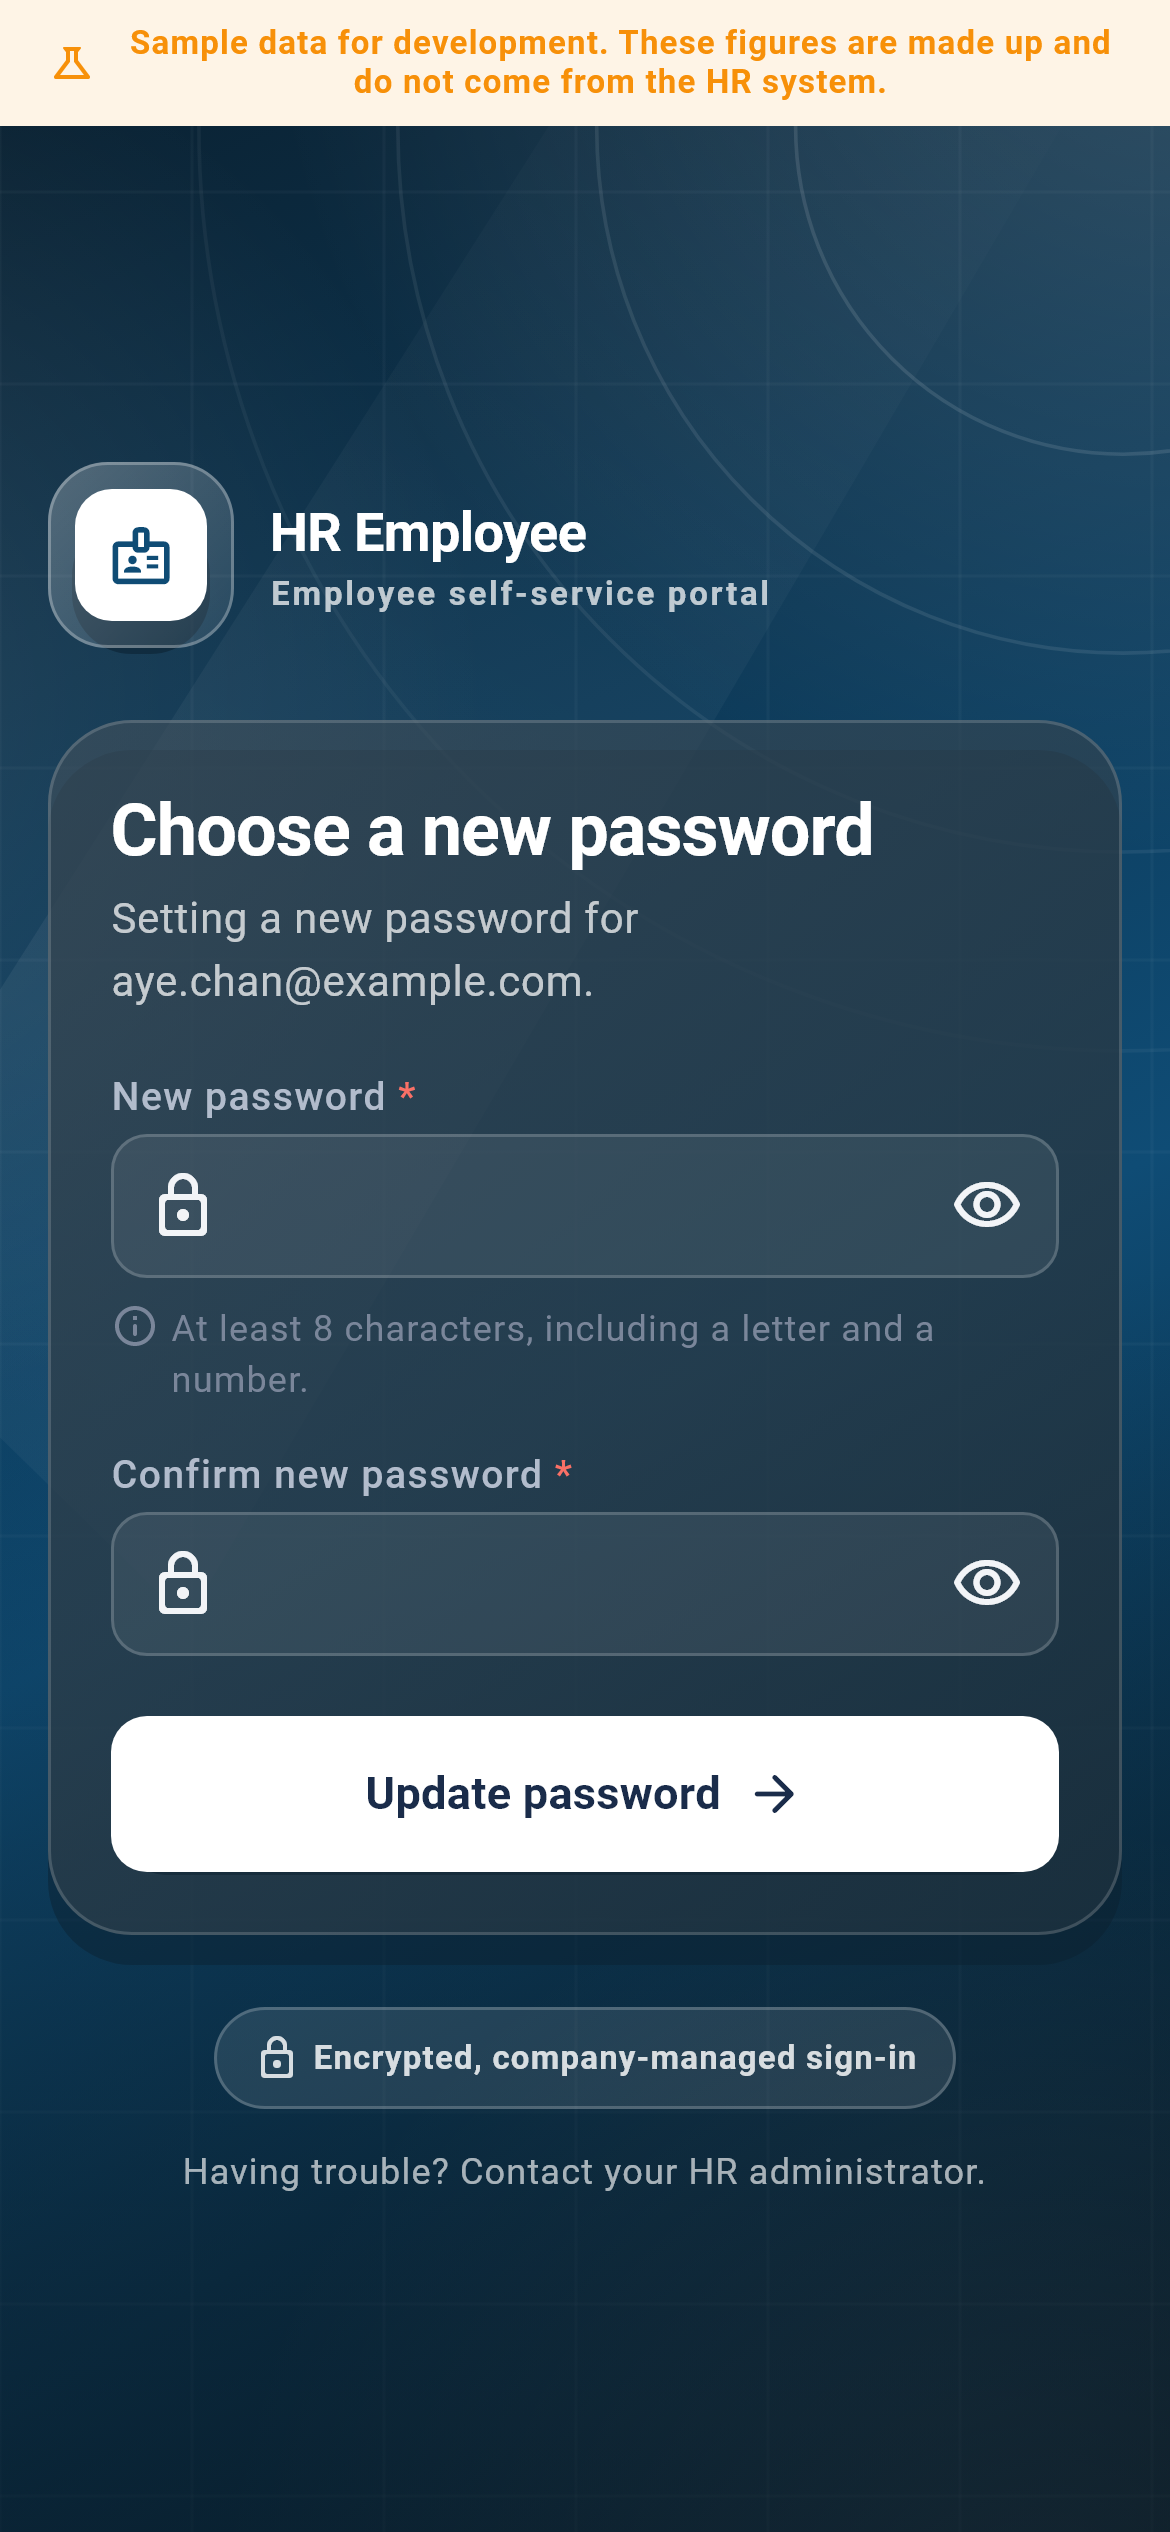 Sample data for development. These figures are made up and
do not come from the HR system.
HR Employee
Employee self-service portal
Choose a new password
Setting a new password for
aye.chan@example.com.
New password *
At least 8 characters, including a letter and a
number.
Confirm new password *
Update password
Encrypted, company-managed sign-in
Having trouble? Contact your HR administrator.